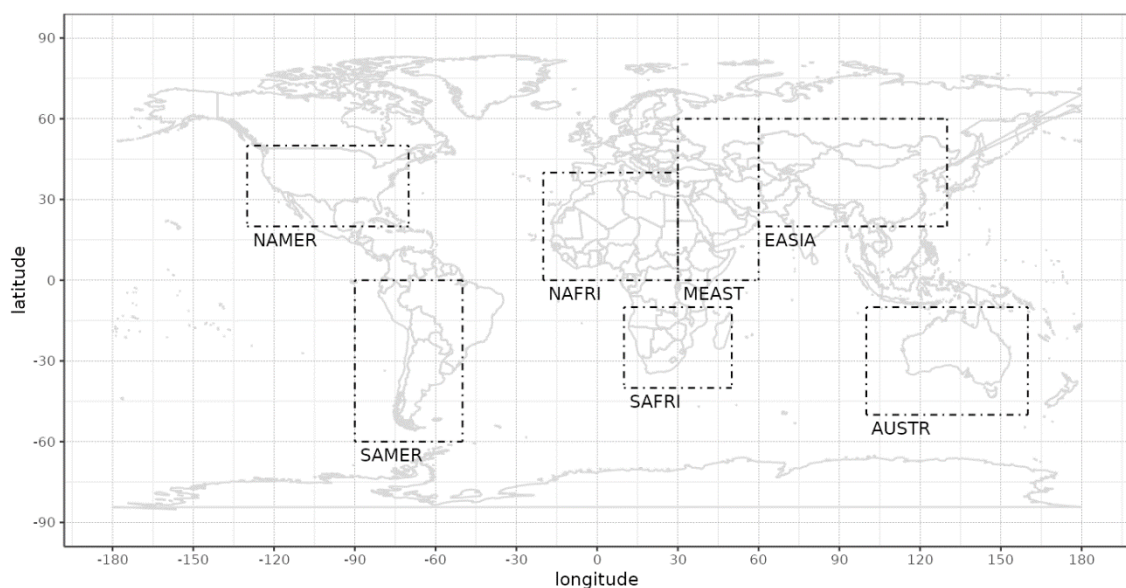 latitude
90
60
30
0
-30
-60
-90
NAMER
EASIA
NAFRI
MEAST
SAFRI
AUSTR
SAMER
-180 -150 -120 -90 -60 -30 0 30 60 90 120 150 180
longitude